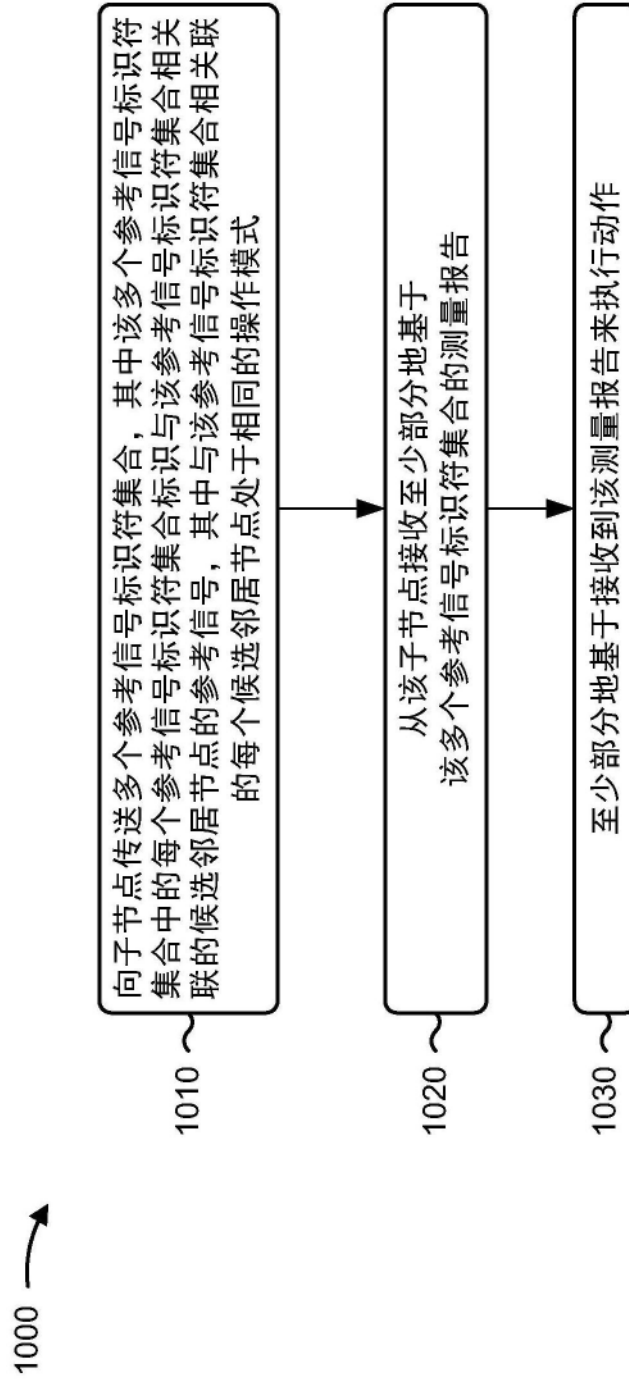 1000
1010
向子节点传送多个参考信号标识符集合，其中该多个参考信号标识符
集合中的每个参考信号标识符集合标识与该参考信号标识符集合相关
联的候选邻居节点的参考信号，其中与该参考信号标识符集合相关联
的每个候选邻居节点处于相同的操作模式
1020
从该子节点接收至少部分地基于
该多个参考信号标识符集合的测量报告
1030
至少部分地基于接收到该测量报告来执行动作